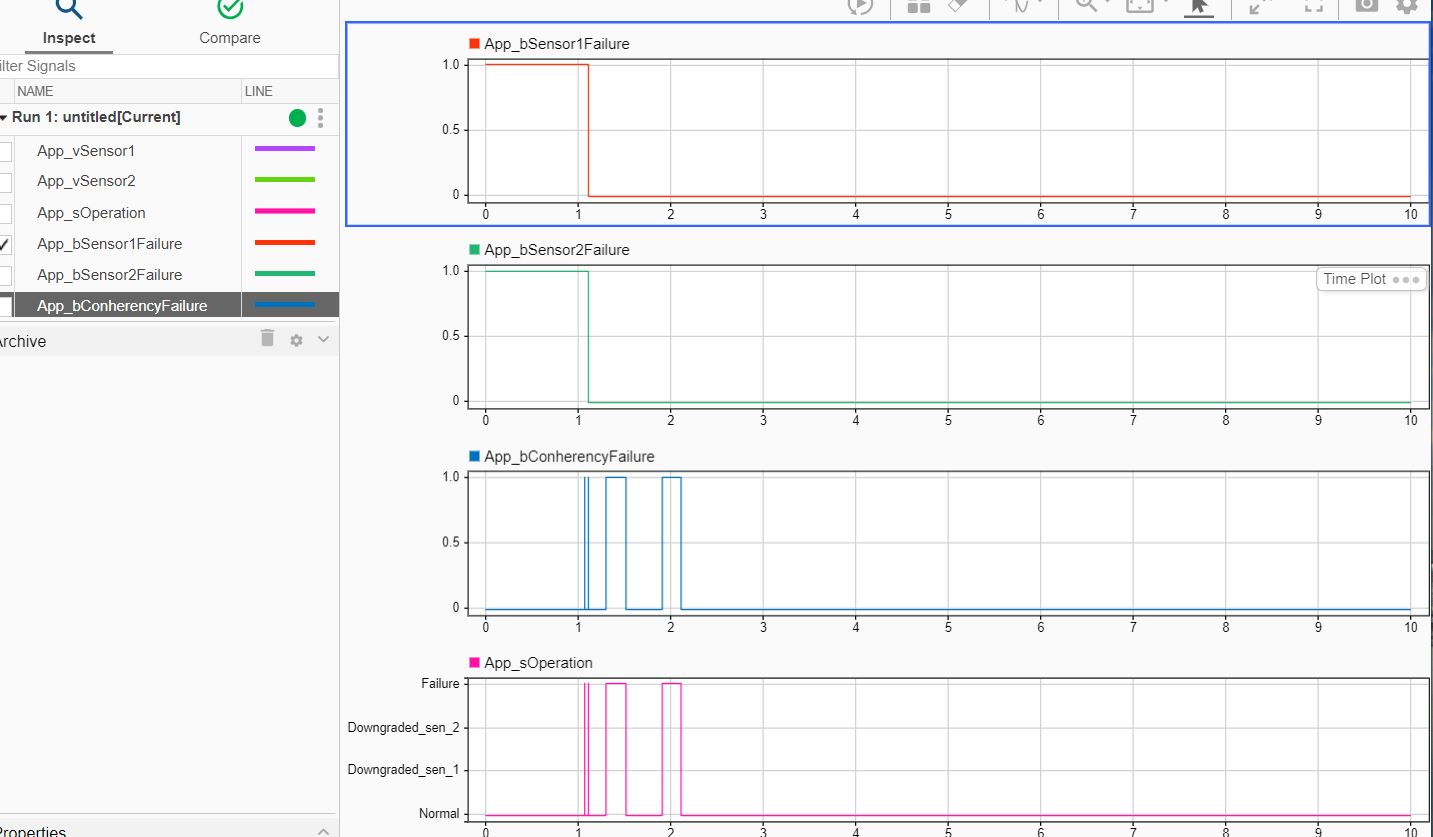 Inspect Compare
ilter Signals
NAME LINE
Run 1: untitled[Current]
App_vSensor1
App_vSensor2
App_sOperation
App_bSensor1Failure
App_bSensor2Failure
App_bConherencyFailure
Archive
Properties
App_bSensor1Failure
1.0
0.5
0
0 1 2 3 4 5 6 7 8 9 10
App_bSensor2Failure
1.0
Time Plot
0.5
0
0 1 2 3 4 5 6 7 8 9 10
App_bConherencyFailure
1.0
0.5
0
0 1 2 3 4 5 6 7 8 9 10
App_sOperation
Failure
Downgraded_sen_2
Downgraded_sen_1
Normal
0 1 2 3 4 5 6 7 8 9 10